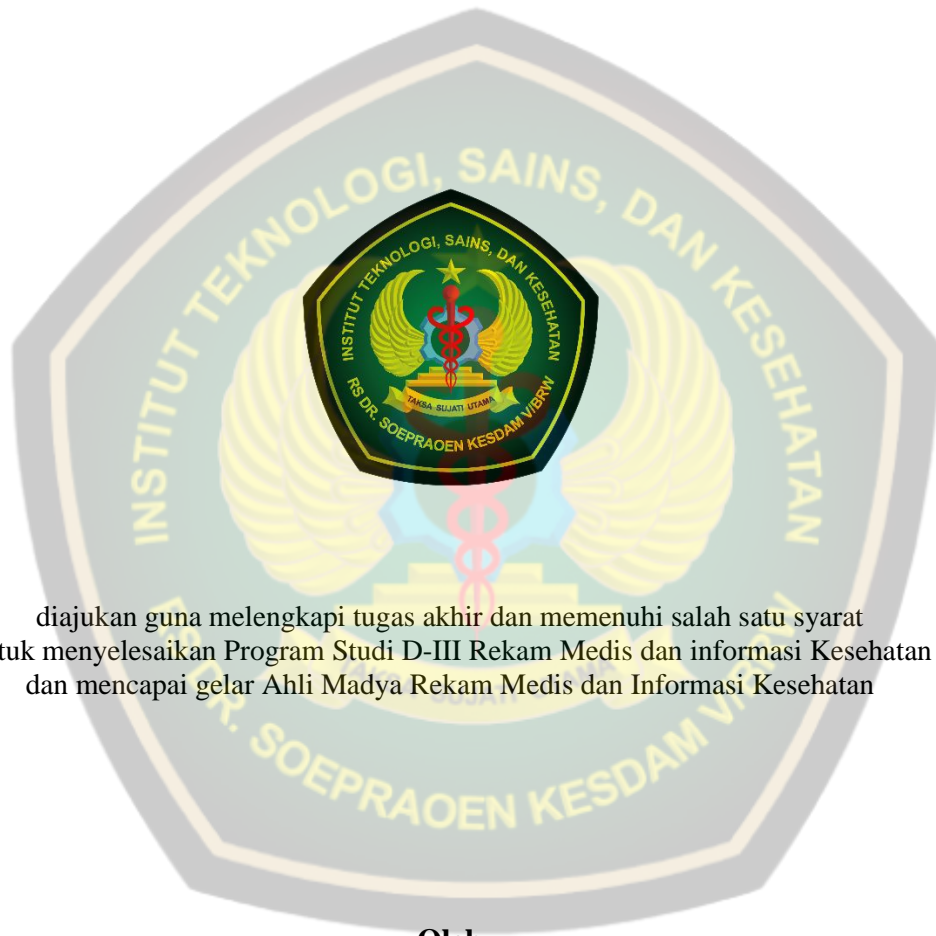 INSTITUT TEKNOLOGI, SAINS, DAN KESEHATAN
RS DR. SOEPRAOEN KESDAM V/BRW
INSTITUT TEKNOLOGI, SAINS, DAN KESEHATAN
TAKSA SUJATI UTAMA
RS DR. SOEPRAOEN KESDAM V/BRW
diajukan guna melengkapi tugas akhir dan memenuhi salah satu syarat
tuk menyelesaikan Program Studi D-III Rekam Medis dan informasi Kesehatan
dan mencapai gelar Ahli Madya Rekam Medis dan Informasi Kesehatan